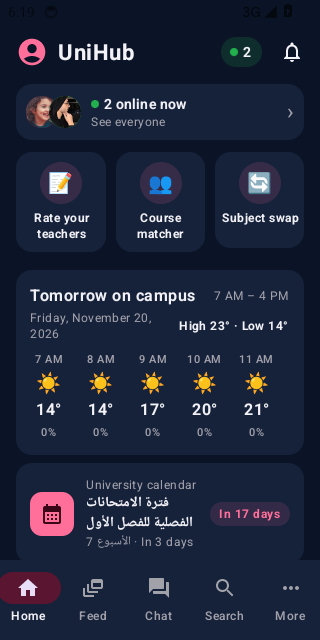 6:19
3G
UniHub
2
2 online now
See everyone
Rate your teachers
Course matcher
Subject swap
Tomorrow on campus
7 AM – 4 PM
Friday, November 20, 2026
High 23° · Low 14°
7 AM 8 AM 9 AM 10 AM 11 AM
14° 14° 17° 20° 21°
0% 0% 0% 0% 0%
University calendar
فترة الامتحانات
الفصلية للفصل الأول
In 17 days
الأسبوع 7 · In 3 days
Home Feed Chat Search More